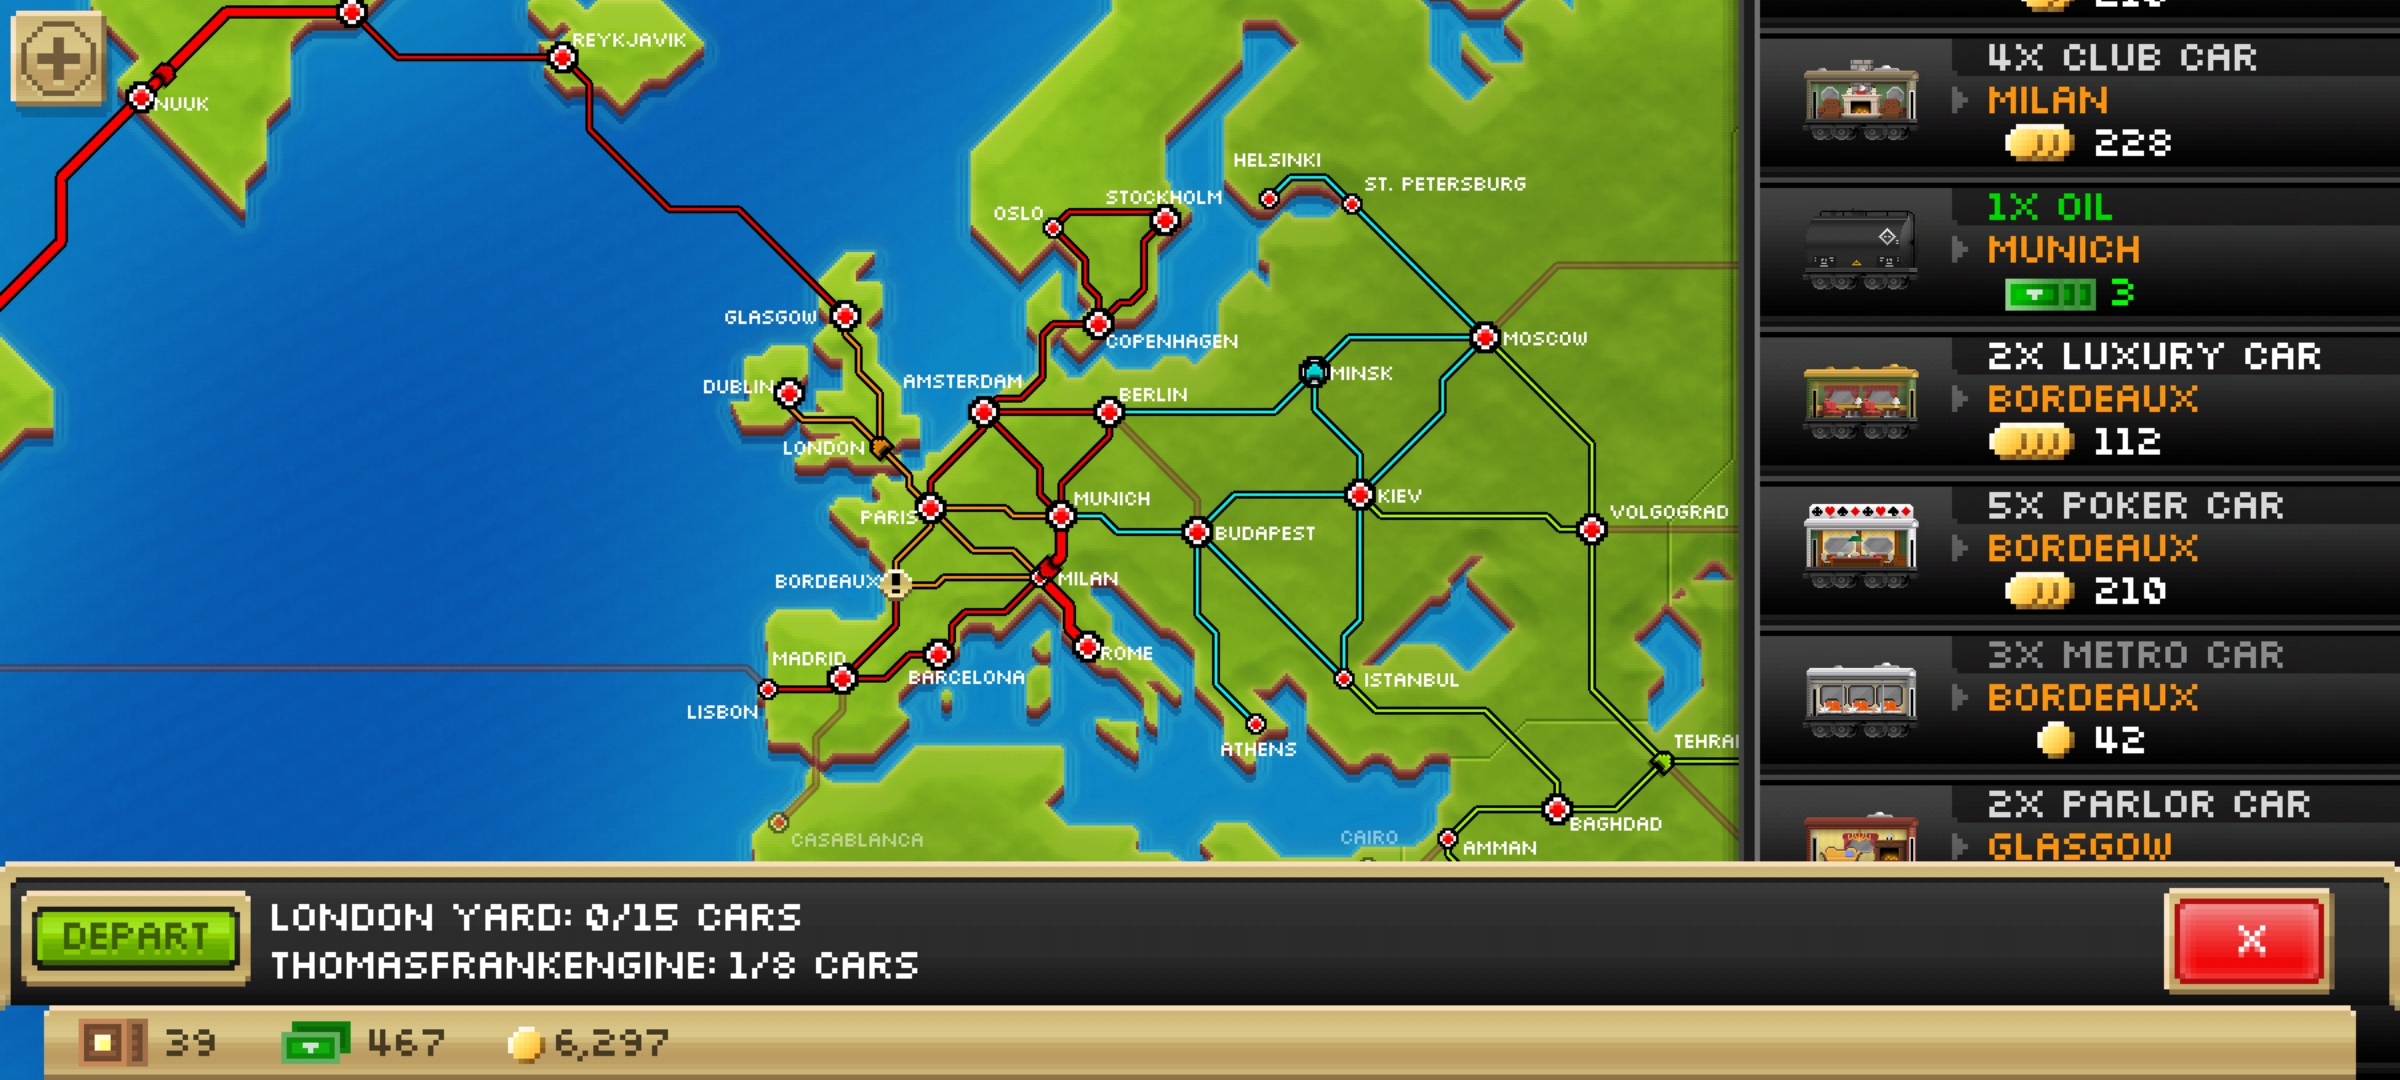 REYKJAVIK
NUUK
HELSINKI
ST. PETERSBURG
STOCKHOLM
OSLO
GLASGOW
COPENHAGEN
MOSCOW
DUBLIN
AMSTERDAM
BERLIN
MINSK
LONDON
MUNICH
KIEV
PARIS
VOLGOGRAD
BUDAPEST
BORDEAUX
MILAN
MADRID
ROME
BARCELONA
ISTANBUL
LISBON
ATHENS
TEHRA
CASABLANCA
CAIRO
BAGHDAD
AMMAN
210
4X CLUB CAR
MILAN
228
1X OIL
MUNICH
3
2X LUXURY CAR
BORDEAUX
112
5X POKER CAR
BORDEAUX
210
3X METRO CAR
BORDEAUX
42
2X PARLOR CAR
GLASGOW
DEPART
LONDON YARD: 0/15 CARS
THOMASFRANKENGINE: 1/8 CARS
X
39
467
6,297